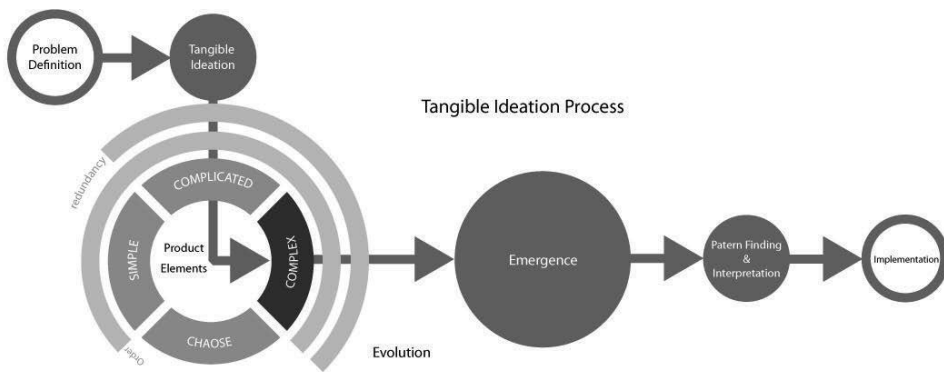 Problem
Definition
Tangible
Ideation
Tangible Ideation Process
redundancy
COMPLICATED
SIMPLE
Product
Elements
COMPLEX
CHAOSE
Order
Evolution
Emergence
Patern Finding
&
Interpretation
Implementation